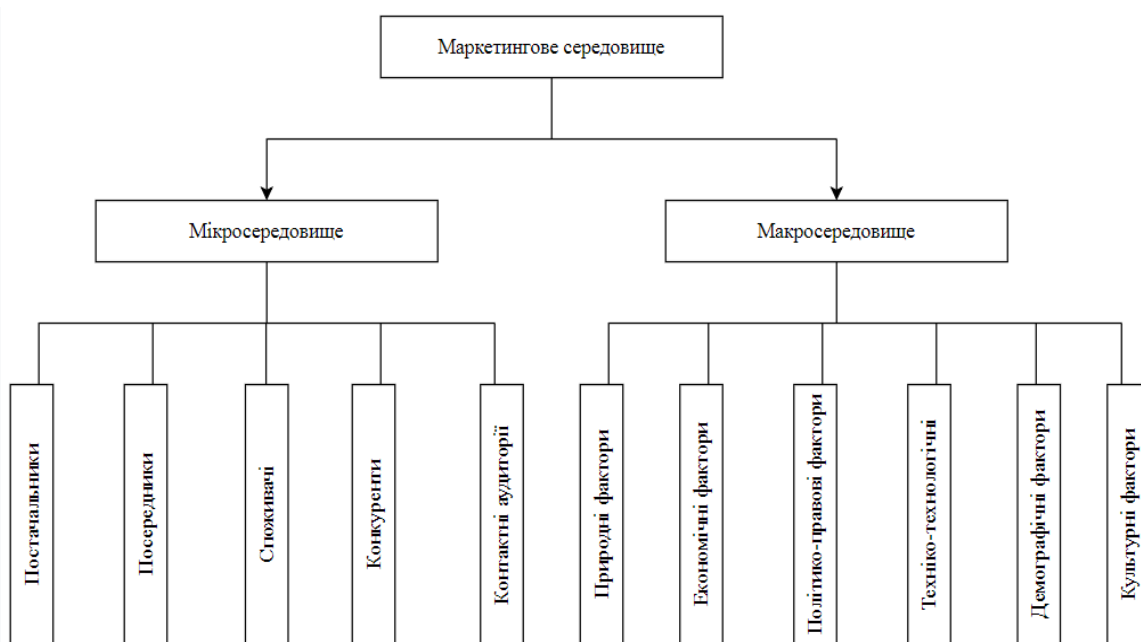 Маркетингове середовище
Мікросередовище
Макросередовище
Постачальники
Посередники
Споживачі
Конкуренти
Контактні аудиторії
Природні фактори
Економічні фактори
Політико-правові фактори
Техніко-технологічні
Демографічні фактори
Культурні фактори